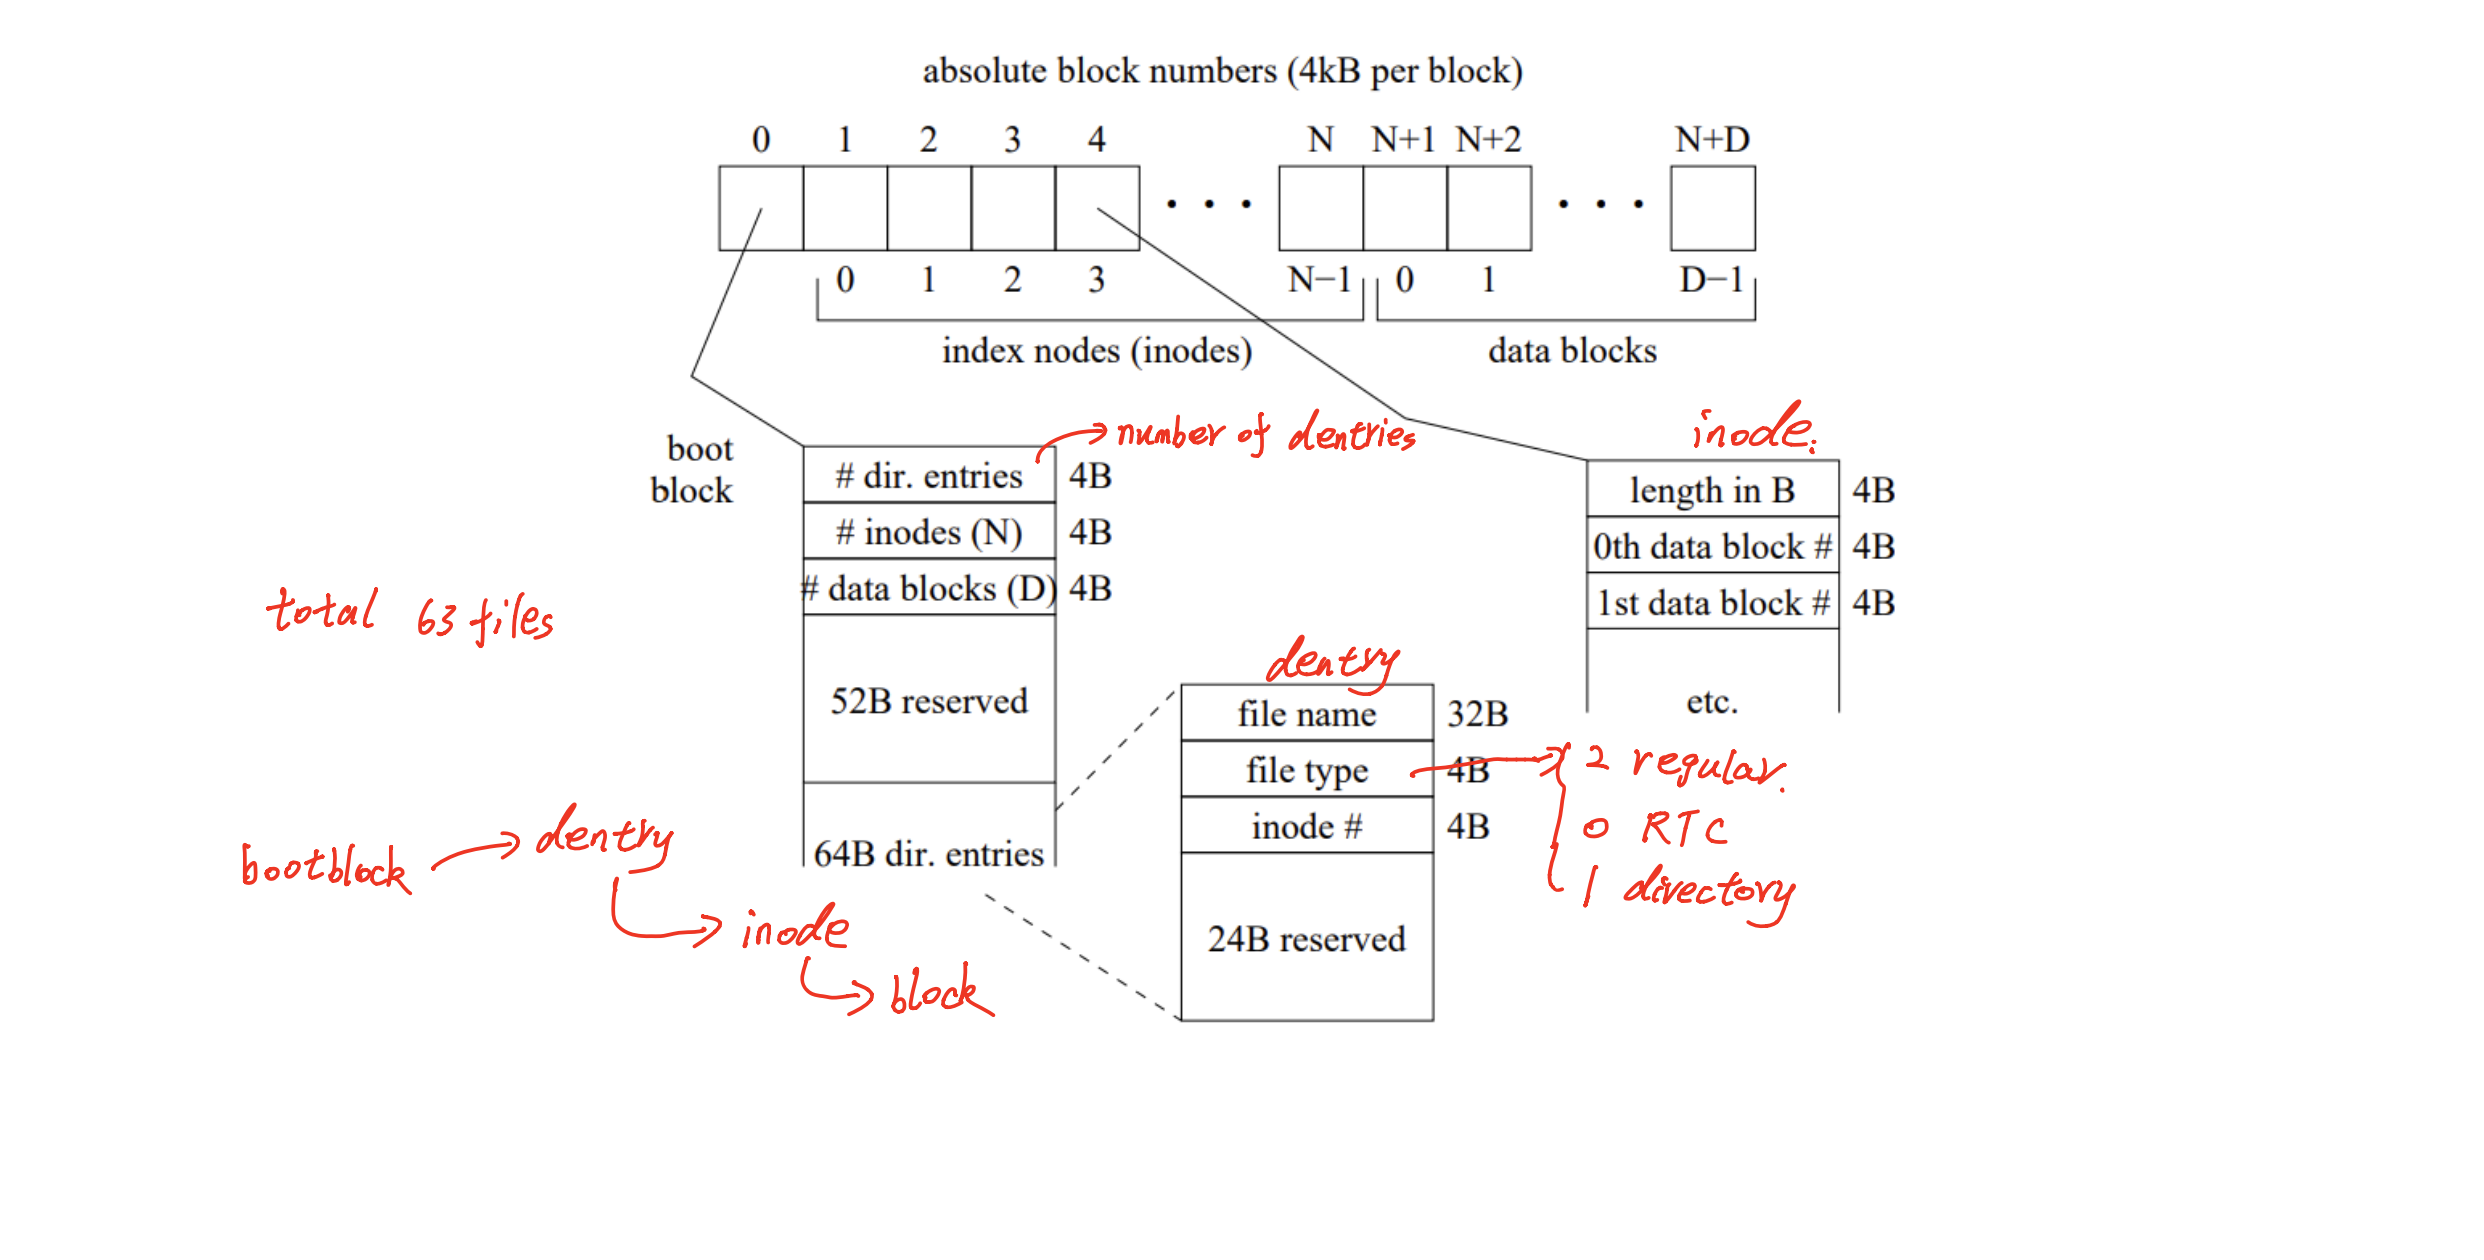 absolute block numbers (4kB per block)
0 1 2 3 4 N N+1 N+2 N+D
0 1 2 3 N−1 0 1 D−1
index nodes (inodes) data blocks
boot block
# dir. entries 4B
number of dentries
# inodes (N) 4B
# data blocks (D) 4B
52B reserved
64B dir. entries
inode.
length in B 4B
0th data block # 4B
1st data block # 4B
etc.
total 63 files
dentry
file name 32B
file type 4B
inode # 4B
24B reserved
2 regular.
0 RTC
1 directory
bootblock dentry
inode
block